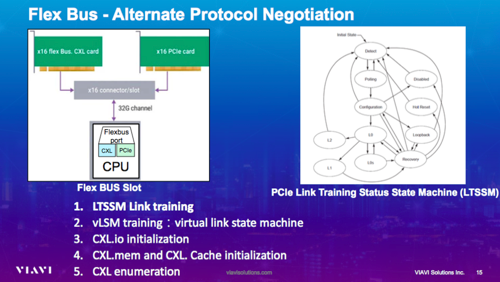 Flex Bus - Alternate Protocol Negotiation
x16 flex Bus. CXL card
x16 PCIe card
x16 connector/slot
32G channel
Flexbus
port
CXL
PCIe
CPU
Flex BUS Slot
Initial State
Detect
Polling
Disabled
Configuration
Hot Reset
L2
L0
Loopback
L1
L0s
Recovery
PCIe Link Training Status State Machine (LTSSM)
1. LTSSM Link training
2. vLSM training：virtual link state machine
3. CXL.io initialization
4. CXL.mem and CXL. Cache initialization
5. CXL enumeration
VIAVI
viavisolutions.com
VIAVI Solutions Inc.
15